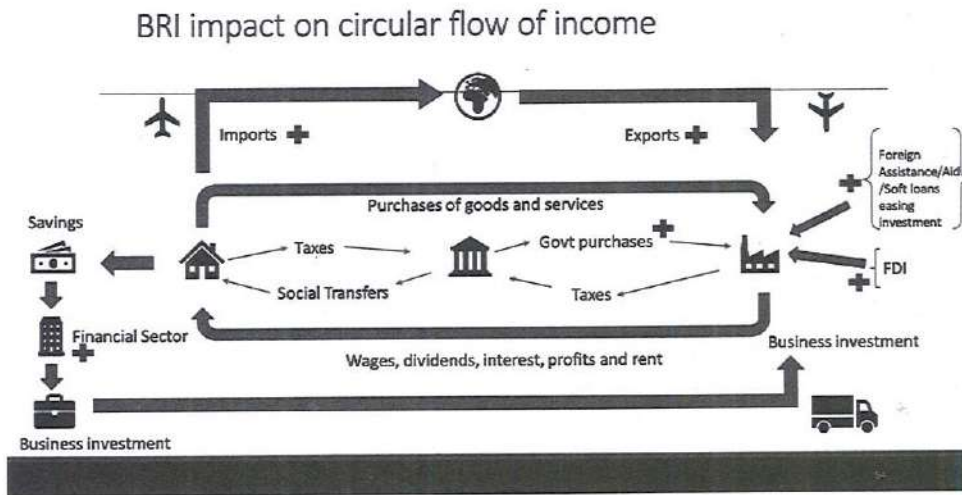 BRI impact on circular flow of income
Imports
Exports
Foreign
Assistance/Aid
/Soft loans
easing
investment
Purchases of goods and services
Savings
Taxes
Govt purchases
FDI
Social Transfers
Taxes
Financial Sector
Wages, dividends, interest, profits and rent
Business investment
Business investment